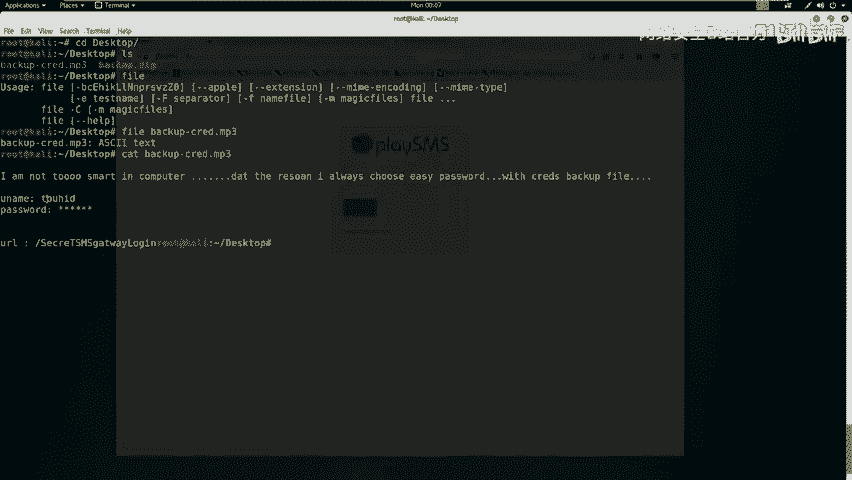 Applications Places Terminal Mon 00:07
root@kali: ~/Desktop
File Edit View Search Terminal Help
root@kali:~# cd Desktop/
root@kali:~/Desktop# ls
backup-cred.mp3 backup.zip
root@kali:~/Desktop# file
Usage: file [-bcEhikLlNnprsvzZ0] [--apple] [--extension] [--mime-encoding] [--mime-type]
[-e testname] [-F separator] [-f namefile] [-m magicfiles] file ...
file -C [-m magicfiles]
file [--help]
root@kali:~/Desktop# file backup-cred.mp3
backup-cred.mp3: ASCII text
root@kali:~/Desktop# cat backup-cred.mp3
I am not toooo smart in computer .......dat the resoan i always choose easy password...with creds backup file....
uname: touhid
password: ******
url : /SecreTSMSgatwayLoginroot@kali:~/Desktop#
playSMS